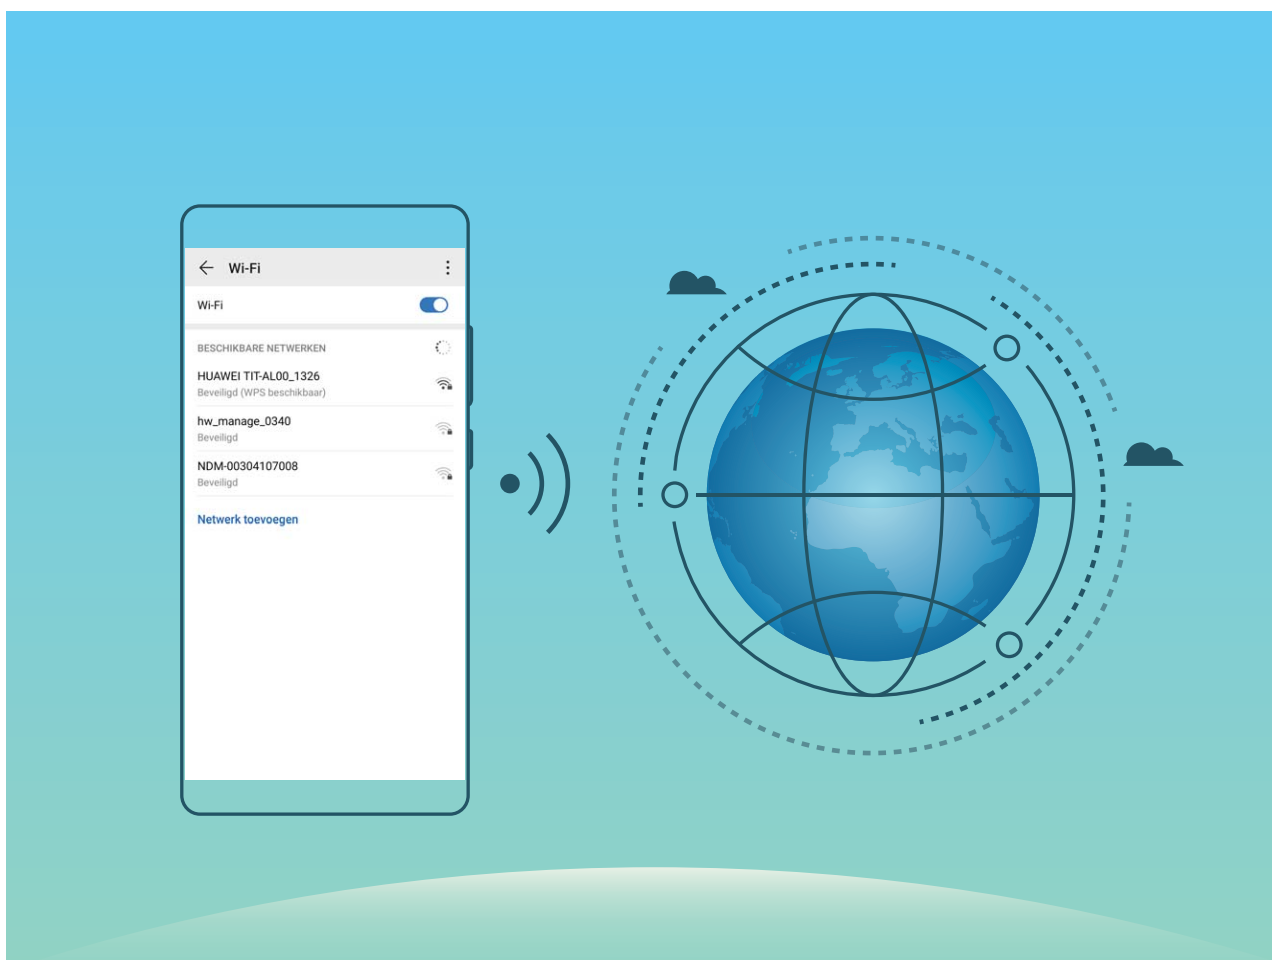 Wi-Fi
Wi-Fi
BESCHIKBARE NETWERKEN
HUAWEI TIT-AL00_1326
Beveiligd (WPS beschikbaar)
hw_manage_0340
Beveiligd
NDM-00304107008
Beveiligd
Netwerk toevoegen